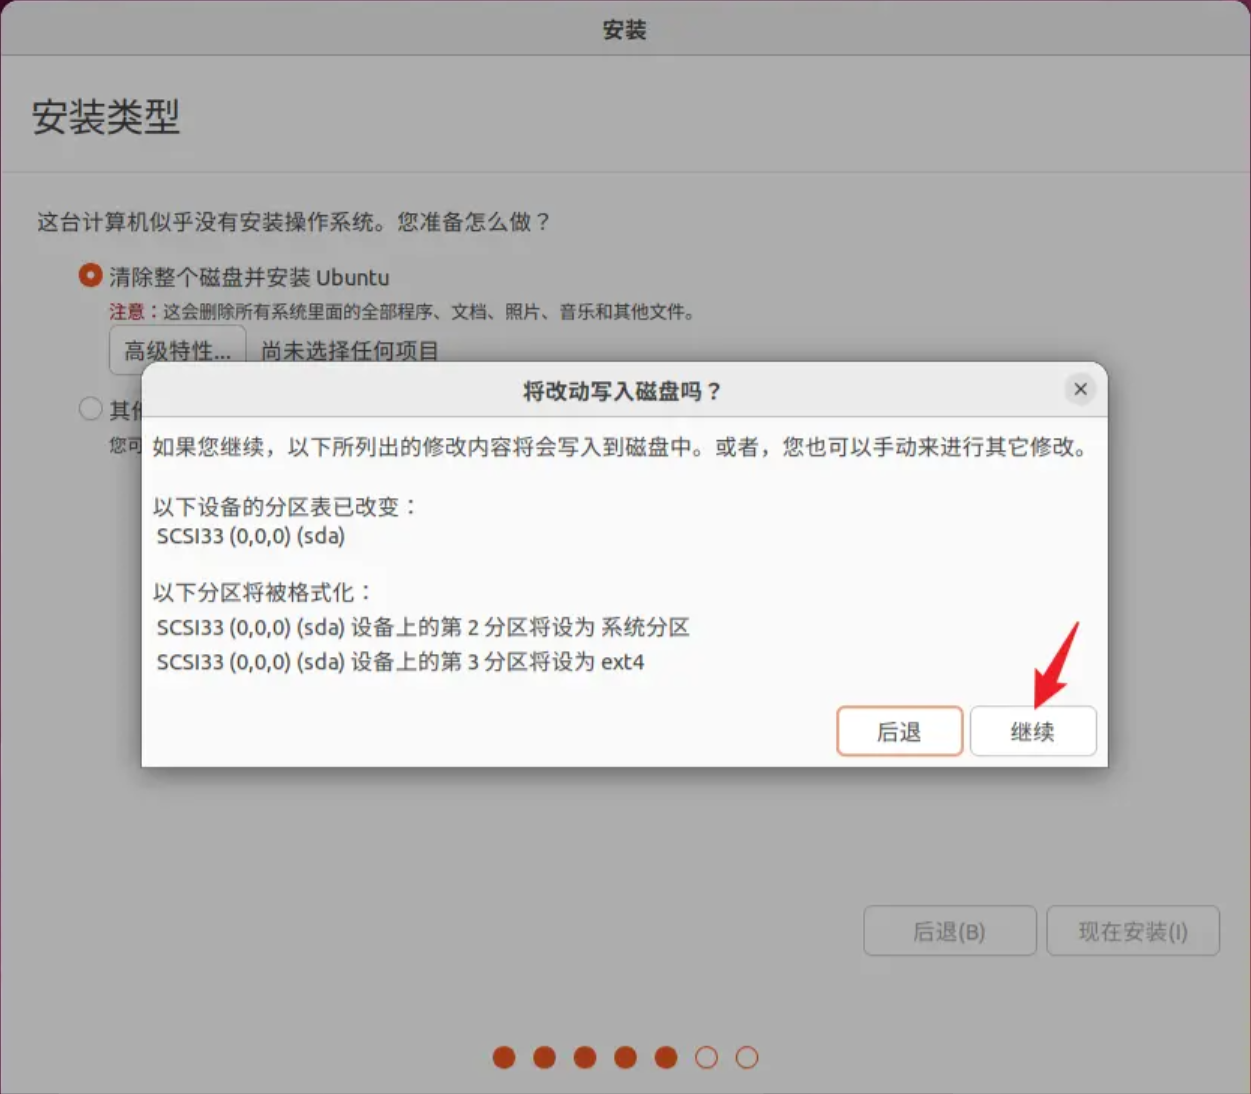 安装
安装类型
这台计算机似乎没有安装操作系统。您准备怎么做？
清除整个磁盘并安装 Ubuntu
注意：这会删除所有系统里面的全部程序、文档、照片、音乐和其他文件。
高级特性... 尚未选择任何项目
其他
您可
将改动写入磁盘吗？
如果您继续，以下所列出的修改内容将会写入到磁盘中。或者，您也可以手动来进行其它修改。
以下设备的分区表已改变：
SCSI33 (0,0,0) (sda)
以下分区将被格式化：
SCSI33 (0,0,0) (sda) 设备上的第 2 分区将设为 系统分区
SCSI33 (0,0,0) (sda) 设备上的第 3 分区将设为 ext4
后退 继续
后退(B) 现在安装(I)